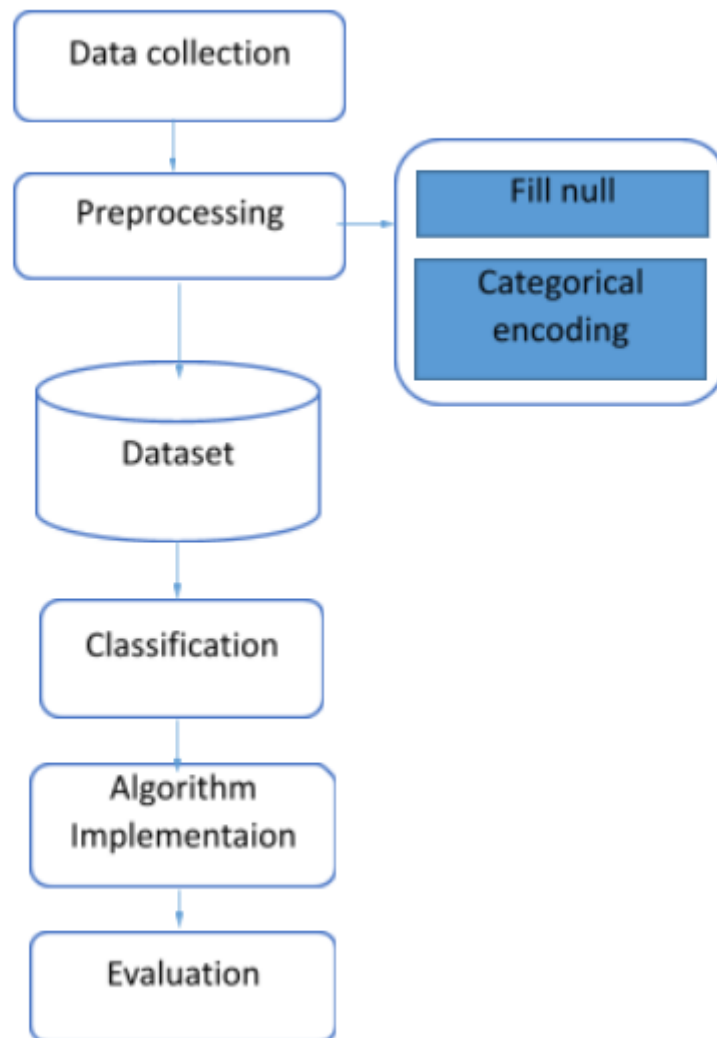 Data collection
Preprocessing
Fill null
Categorical
encoding
Dataset
Classification
Algorithm
Implementaion
Evaluation